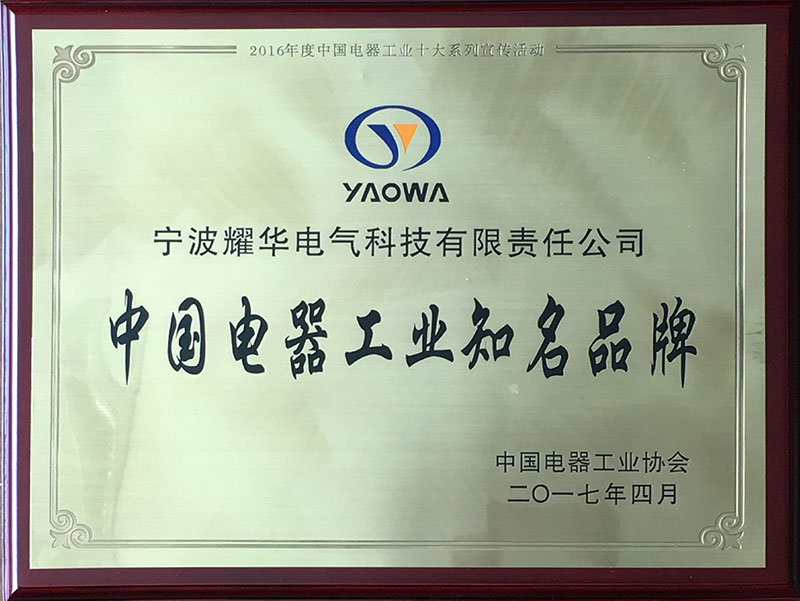 2016年度中国电器工业十大系列宣传活动
YAOWA
宁波耀华电气科技有限责任公司
中国电器工业知名品牌
中国电器工业协会
二〇一七年四月